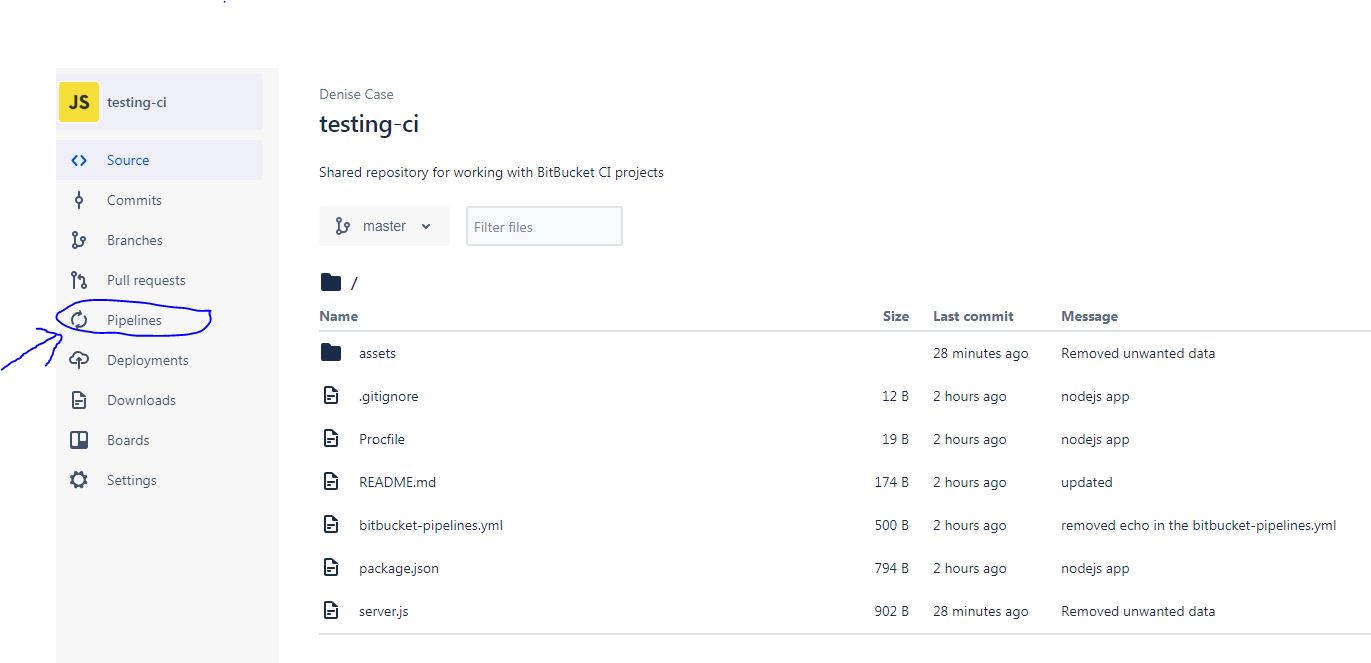 JS testing-ci
Source
Commits
Branches
Pull requests
Pipelines
Deployments
Downloads
Boards
Settings
Denise Case
testing-ci
Shared repository for working with BitBucket CI projects
master Filter files
/
Name Size Last commit Message
assets 28 minutes ago Removed unwanted data
.gitignore 12 B 2 hours ago nodejs app
Procfile 19 B 2 hours ago nodejs app
README.md 174 B 2 hours ago updated
bitbucket-pipelines.yml 500 B 2 hours ago removed echo in the bitbucket-pipelines.yml
package.json 794 B 2 hours ago nodejs app
server.js 902 B 28 minutes ago Removed unwanted data